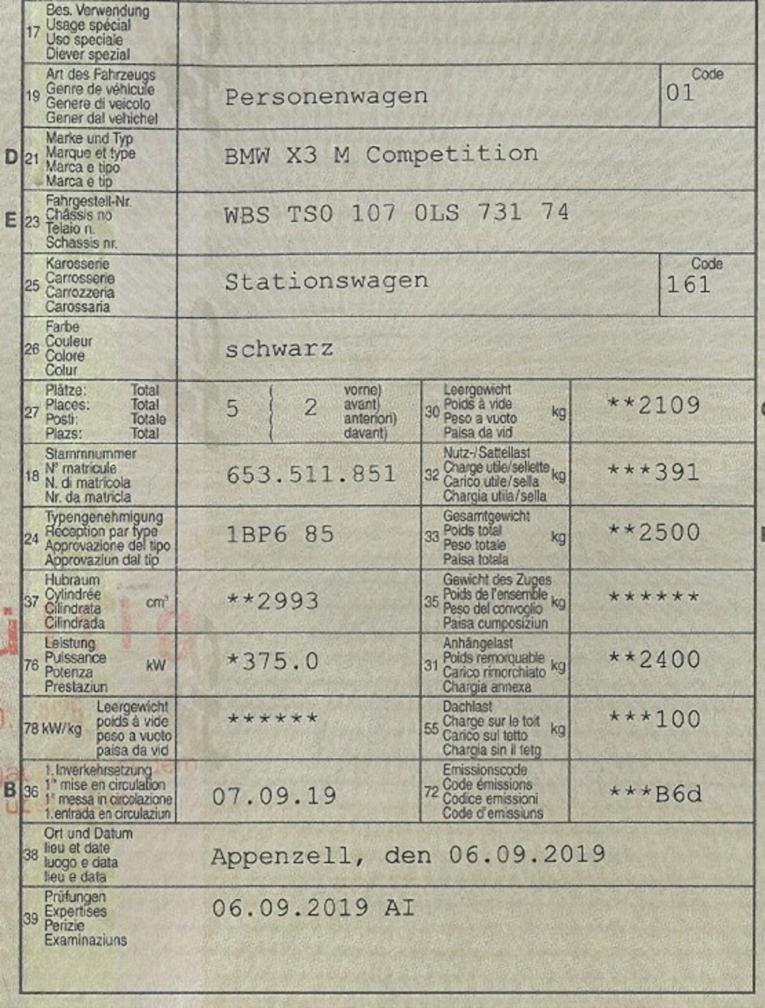 17 Bes. Verwendung
Usage spécial
Uso speciale
Diever spezial
19 Art des Fahrzeugs
Genre de véhicule
Genere di veicolo
Gener dal vehichel
Personenwagen
Code
01
D 21 Marke und Typ
Marque et type
Marca e tipo
Marca e tip
BMW X3 M Competition
E 23 Fahrgestell-Nr.
Châssis no
Telaio n.
Schassis nr.
WBS TS0 107 0LS 731 74
25 Karosserie
Carrosserie
Carrozzeria
Carossaria
Stationswagen
Code
161
26 Farbe
Couleur
Colore
Colur
schwarz
27 Plätze: Total
Places: Total
Posti: Totale
Plazs: Total
5 ( 2 vorne)
avant)
anteriori)
davant)
30 Leergewicht
Poids à vide
Peso a vuoto
Paisa da vid
kg
**2109
18 Stammnummer
N° matricule
N. di matricola
Nr. da matricla
653.511.851
32 Nutz-/Sattellast
Charge utile/sellette
Carico utile/sella
Chargia utila/sella
kg
***391
24 Typengenehmigung
Réception par type
Approvazione del tipo
Approvaziun dal tip
1BP6 85
33 Gesamtgewicht
Poids total
Peso totale
Paisa totala
kg
**2500
37 Hubraum
Cylindrée
Cilindrata
Cilindrada
cm³
**2993
35 Gewicht des Zuges
Poids de l'ensemble
Peso del convoglio
Paisa cumposiziun
kg
******
76 Leistung
Puissance
Potenza
Prestaziun
kW
*375.0
31 Anhängelast
Poids remorquable
Carico rimorchiato
Chargia annexa
kg
**2400
78 kW/kg Leergewicht
poids à vide
peso a vuoto
paisa da vid
******
55 Dachlast
Charge sur le toit
Carico sul tetto
Chargia sin il tetg
kg
***100
B 36 1. Inverkehrsetzung
1re mise en circulation
1a messa in circolazione
1. entrada en circulaziun
07.09.19
72 Emissionscode
Code émissions
Codice emissioni
Code d'emissiuns
***B6d
38 Ort und Datum
lieu et date
luogo e data
lieu e data
Appenzell, den 06.09.2019
39 Prüfungen
Expertises
Perizie
Examinaziuns
06.09.2019 AI